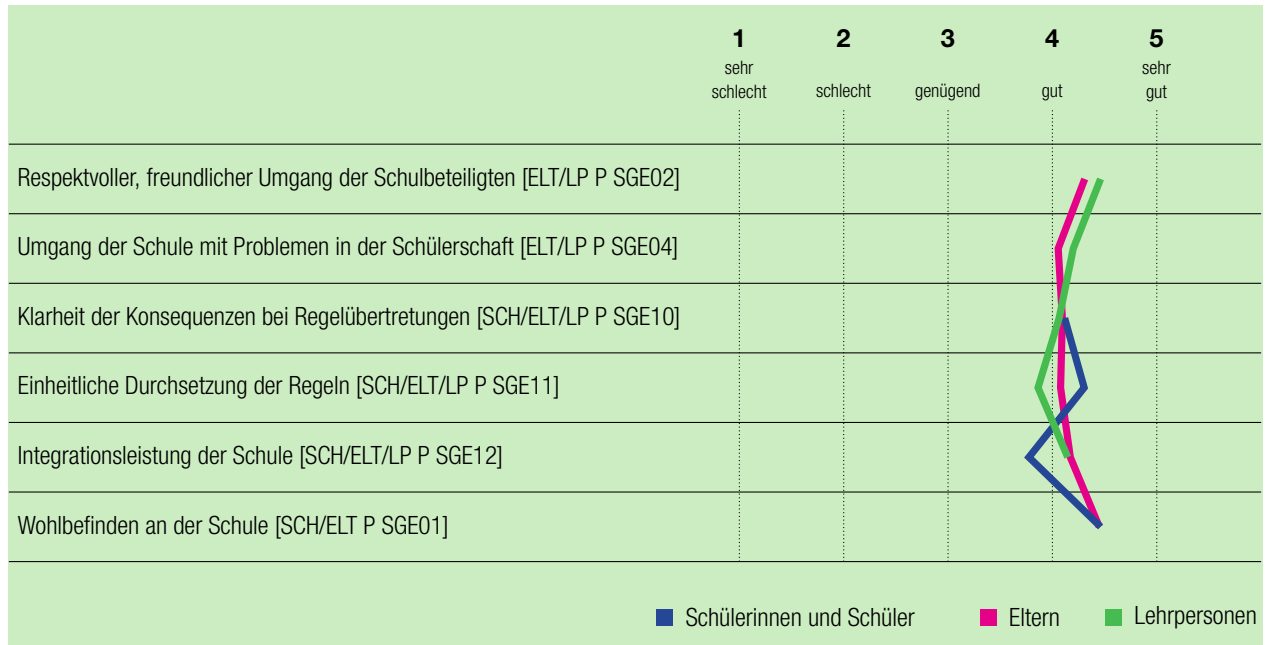 1 2 3 4 5
sehr schlecht schlecht genügend gut sehr gut
Respektvoller, freundlicher Umgang der Schulbeteiligten [ELT/LP P SGE02]
Umgang der Schule mit Problemen in der Schülerschaft [ELT/LP P SGE04]
Klarheit der Konsequenzen bei Regelübertretungen [SCH/ELT/LP P SGE10]
Einheitliche Durchsetzung der Regeln [SCH/ELT/LP P SGE11]
Integrationsleistung der Schule [SCH/ELT/LP P SGE12]
Wohlbefinden an der Schule [SCH/ELT P SGE01]
Schülerinnen und Schüler Eltern Lehrpersonen